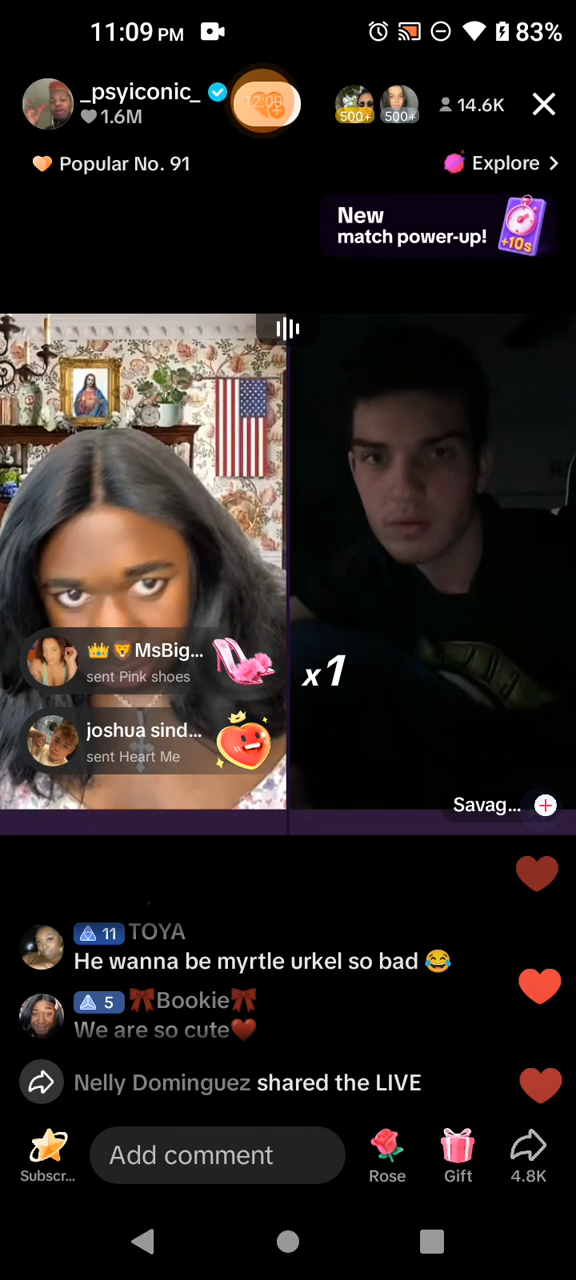 11:09 PM
83%
_psyiconic_
1.6M
12:00
500+
500+
14.6K
Popular No. 91
Explore >
New
match power-up!
+10s
MsBig...
sent Pink shoes
x1
joshua sind...
sent Heart Me
Savag...
11 TOYA
He wanna be myrtle urkel so bad 😂
5 🎀Bookie🎀
We are so cute❤️
Nelly Dominguez shared the LIVE
Add comment
Subscr...
Rose
Gift
4.8K